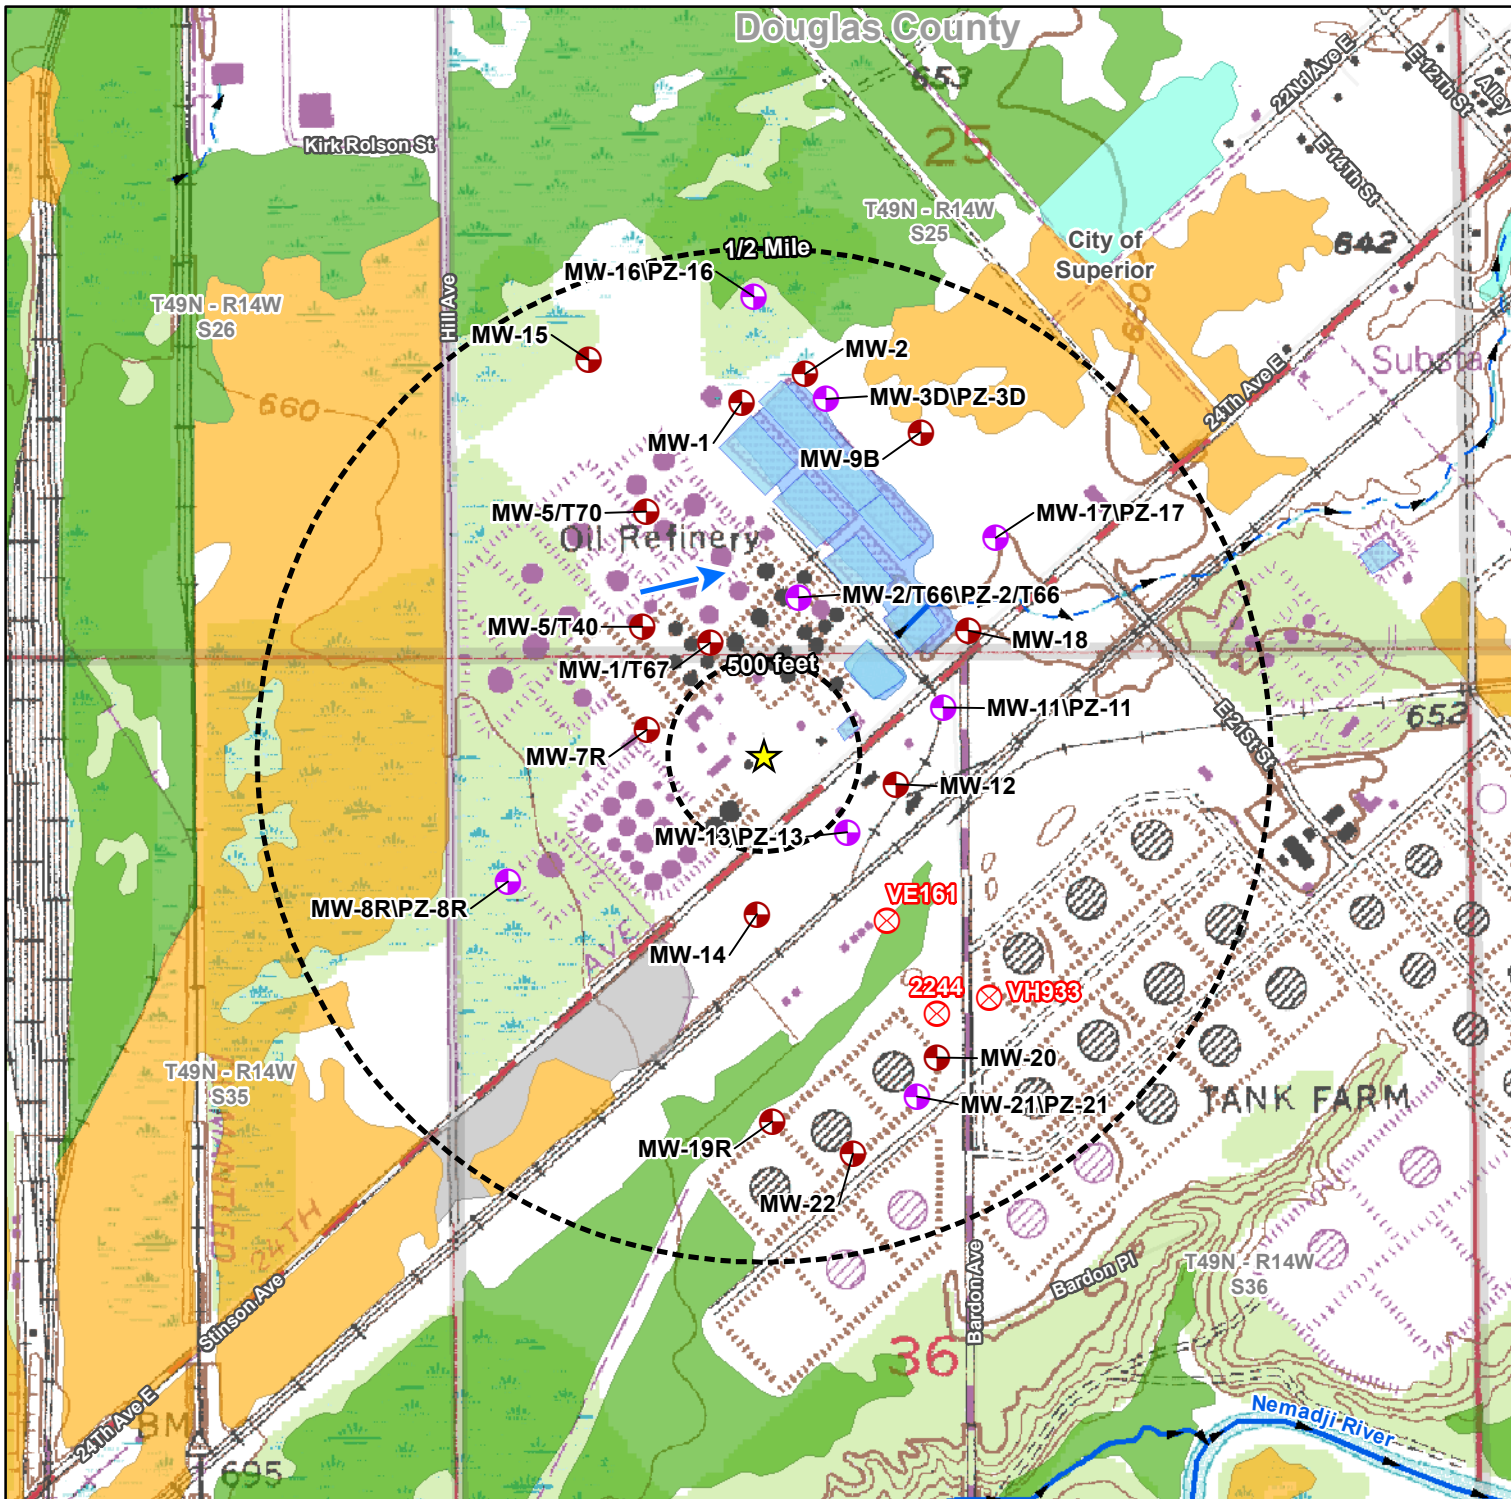 Douglas County
653
22Nd Ave E
E 12Th St
Alley
Kirk Rolson St
25
E 14Th St
T49N - R14W
S25
City of
Superior
642
1/2 Mile
MW-16\PZ-16
T49N - R14W
S26
Hill Ave
650
MW-15
MW-2
Substa
660
MW-3D\PZ-3D
24Th Ave E
MW-1
MW-9B
MW-5/T70
MW-17\PZ-17
Oil Refinery
MW-2/T66\PZ-2/T66
MW-5/T40
MW-18
MW-1/T67
500 feet
MW-11\PZ-11
652
E 21St St
MW-7R
MW-12
MW-13\PZ-13
VE161
MW-8R\PZ-8R
AVE
MW-14
2244
VH933
MW-20
T49N - R14W
S35
TANK FARM
MW-21\PZ-21
MW-19R
MW-22
24TH
T49N - R14W
S36
Bardon Pl
Bardon Ave
Stinson Ave
36
Nemadji River
24Th Ave E
BM
695